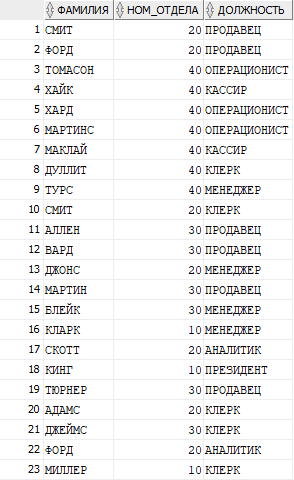 ФАМИЛИЯ НОМ_ОТДЕЛА ДОЛЖНОСТЬ
1 СМИТ 20 ПРОДАВЕЦ
2 ФОРД 20 ПРОДАВЕЦ
3 ТОМАСОН 40 ОПЕРАЦИОНИСТ
4 ХАЙК 40 КАССИР
5 ХАРД 40 ОПЕРАЦИОНИСТ
6 МАРТИНС 40 ОПЕРАЦИОНИСТ
7 МАКЛАЙ 40 КАССИР
8 ДУЛЛИТ 40 КЛЕРК
9 ТУРС 40 МЕНЕДЖЕР
10 СМИТ 20 КЛЕРК
11 АЛЛЕН 30 ПРОДАВЕЦ
12 ВАРД 30 ПРОДАВЕЦ
13 ДЖОНС 20 МЕНЕДЖЕР
14 МАРТИН 30 ПРОДАВЕЦ
15 БЛЕЙК 30 МЕНЕДЖЕР
16 КЛАРК 10 МЕНЕДЖЕР
17 СКОТТ 20 АНАЛИТИК
18 КИНГ 10 ПРЕЗИДЕНТ
19 ТЮРНЕР 30 ПРОДАВЕЦ
20 АДАМС 20 КЛЕРК
21 ДЖЕЙМС 30 КЛЕРК
22 ФОРД 20 АНАЛИТИК
23 МИЛЛЕР 10 КЛЕРК